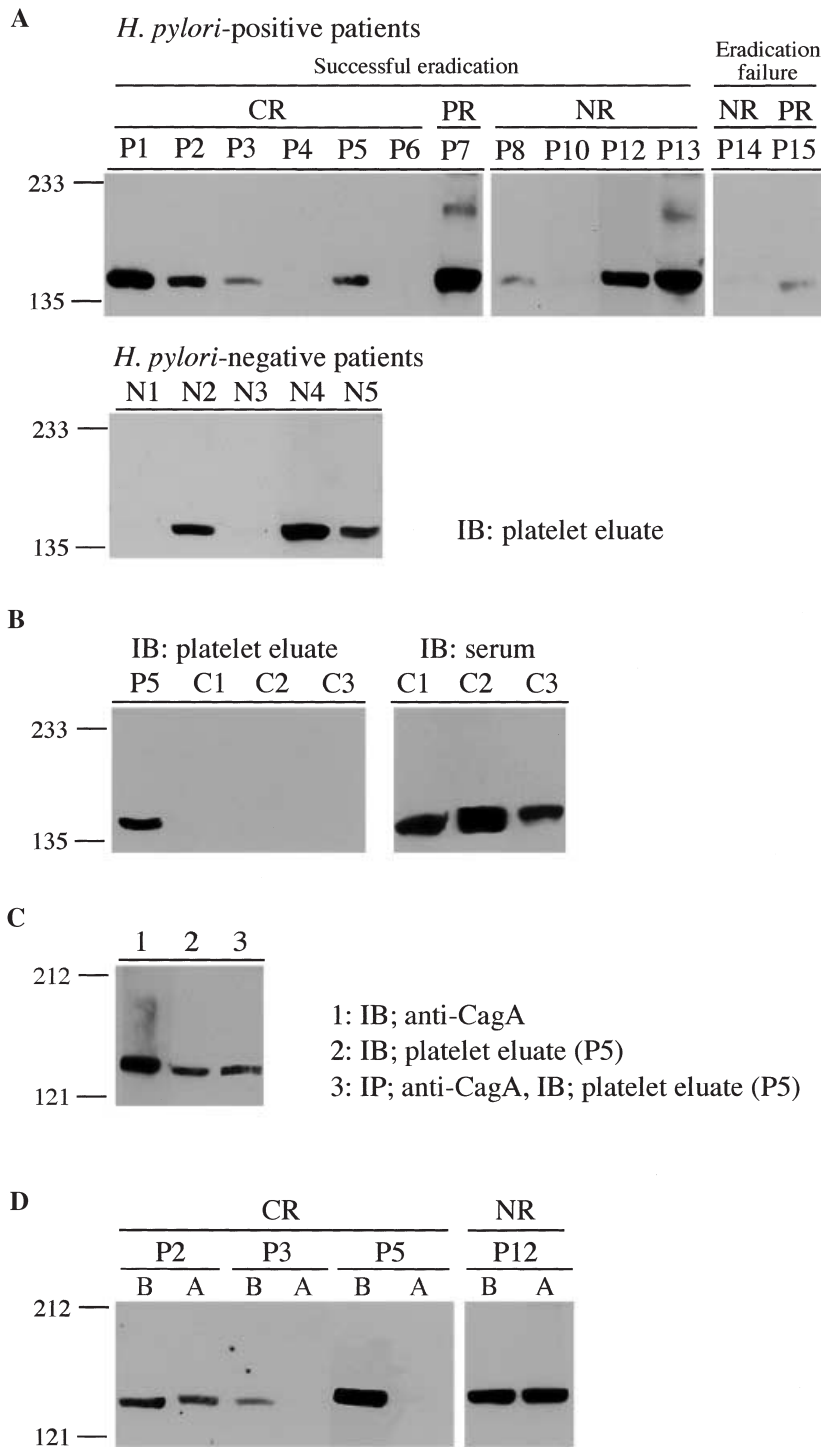 A
H. pylori-positive patients
Successful eradication
Eradication failure
CR PR NR NR PR
P1 P2 P3 P4 P5 P6 P7 P8 P10 P12 P13 P14 P15
233
135
H. pylori-negative patients
N1 N2 N3 N4 N5
233
135
IB: platelet eluate
B
IB: platelet eluate IB: serum
P5 C1 C2 C3 C1 C2 C3
233
135
C
1 2 3
212
121
1: IB; anti-CagA
2: IB; platelet eluate (P5)
3: IP; anti-CagA, IB; platelet eluate (P5)
D
CR NR
P2 P3 P5 P12
B A B A B A B A
212
121